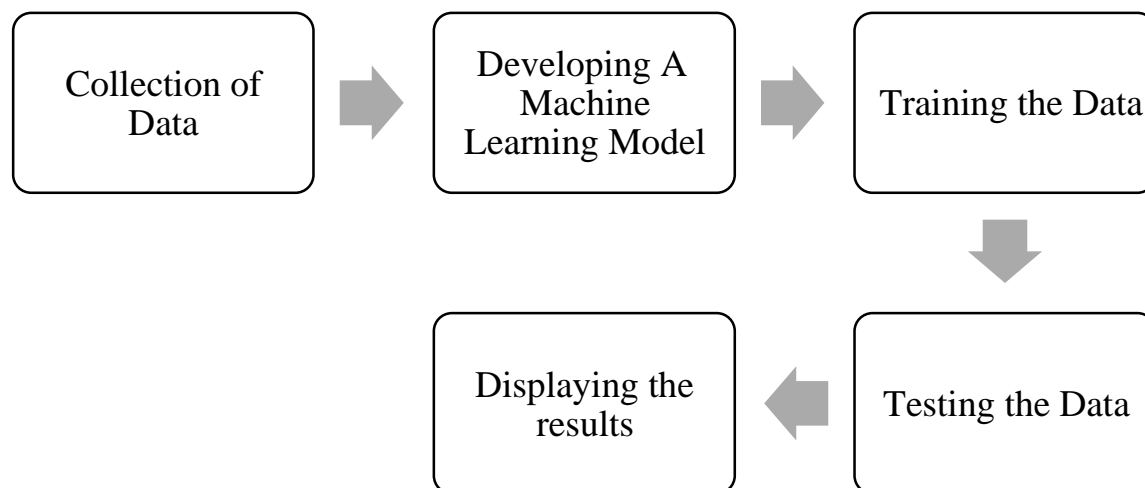 Collection of
Data
Developing A
Machine
Learning Model
Training the Data
Testing the Data
Displaying the
results